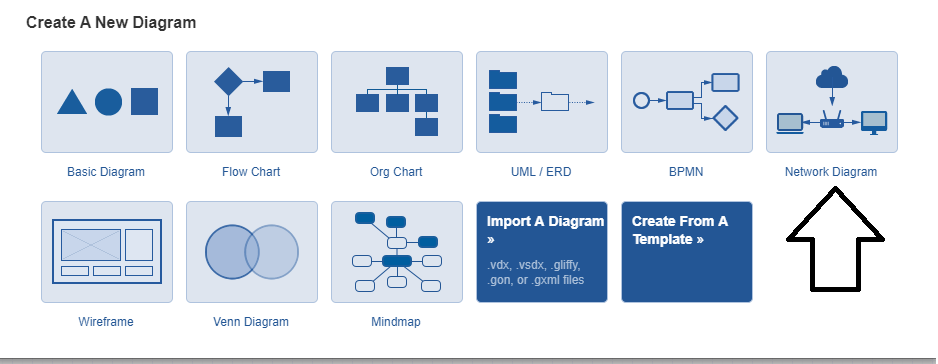 Create A New Diagram
Basic Diagram
Flow Chart
Org Chart
UML / ERD
BPMN
Network Diagram
Import A Diagram
»
.vdx, .vsdx, .gliffy,
.gon, or .gxml files
Create From A
Template »
Wireframe
Venn Diagram
Mindmap